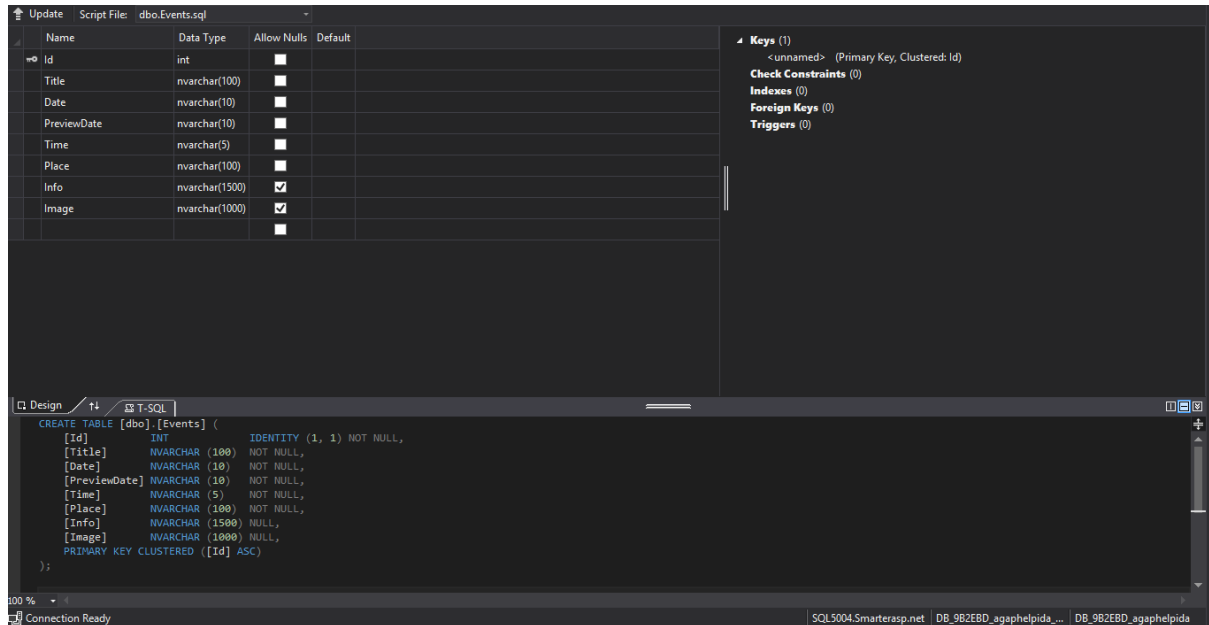 Update Script File: dbo.Events.sql
Name Data Type Allow Nulls Default
Id int
Title nvarchar(100)
Date nvarchar(10)
PreviewDate nvarchar(10)
Time nvarchar(5)
Place nvarchar(100)
Info nvarchar(1500)
Image nvarchar(1000)
Keys (1)
<unnamed> (Primary Key, Clustered: Id)
Check Constraints (0)
Indexes (0)
Foreign Keys (0)
Triggers (0)
Design T-SQL
CREATE TABLE [dbo].[Events] (
[Id] INT IDENTITY (1, 1) NOT NULL,
[Title] NVARCHAR (100) NOT NULL,
[Date] NVARCHAR (10) NOT NULL,
[PreviewDate] NVARCHAR (10) NOT NULL,
[Time] NVARCHAR (5) NOT NULL,
[Place] NVARCHAR (100) NOT NULL,
[Info] NVARCHAR (1500) NULL,
[Image] NVARCHAR (1000) NULL,
PRIMARY KEY CLUSTERED ([Id] ASC)
);
100 %
Connection Ready SQL5004.Smarterasp.net DB_9B2EBD_agaphelpida_... DB_9B2EBD_agaphelpida